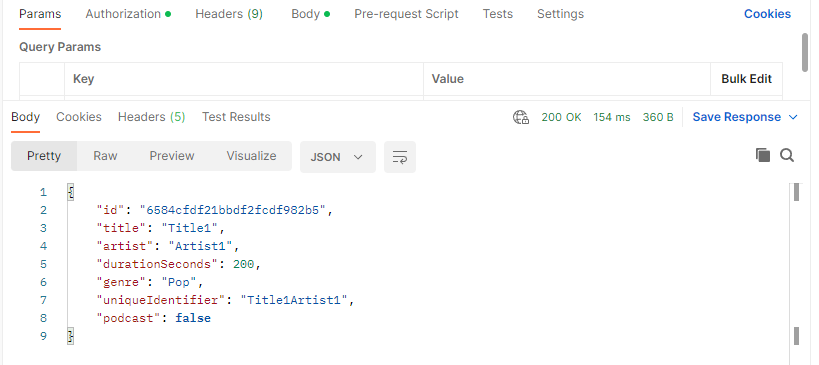 Params Authorization Headers (9) Body Pre-request Script Tests Settings Cookies
Query Params
Key Value Bulk Edit
Body Cookies Headers (5) Test Results 200 OK 154 ms 360 B Save Response
Pretty Raw Preview Visualize JSON
1 {
2 "id": "6584cfdf21bbdf2fcdf982b5",
3 "title": "Title1",
4 "artist": "Artist1",
5 "durationSeconds": 200,
6 "genre": "Pop",
7 "uniqueIdentifier": "Title1Artist1",
8 "podcast": false
9 }